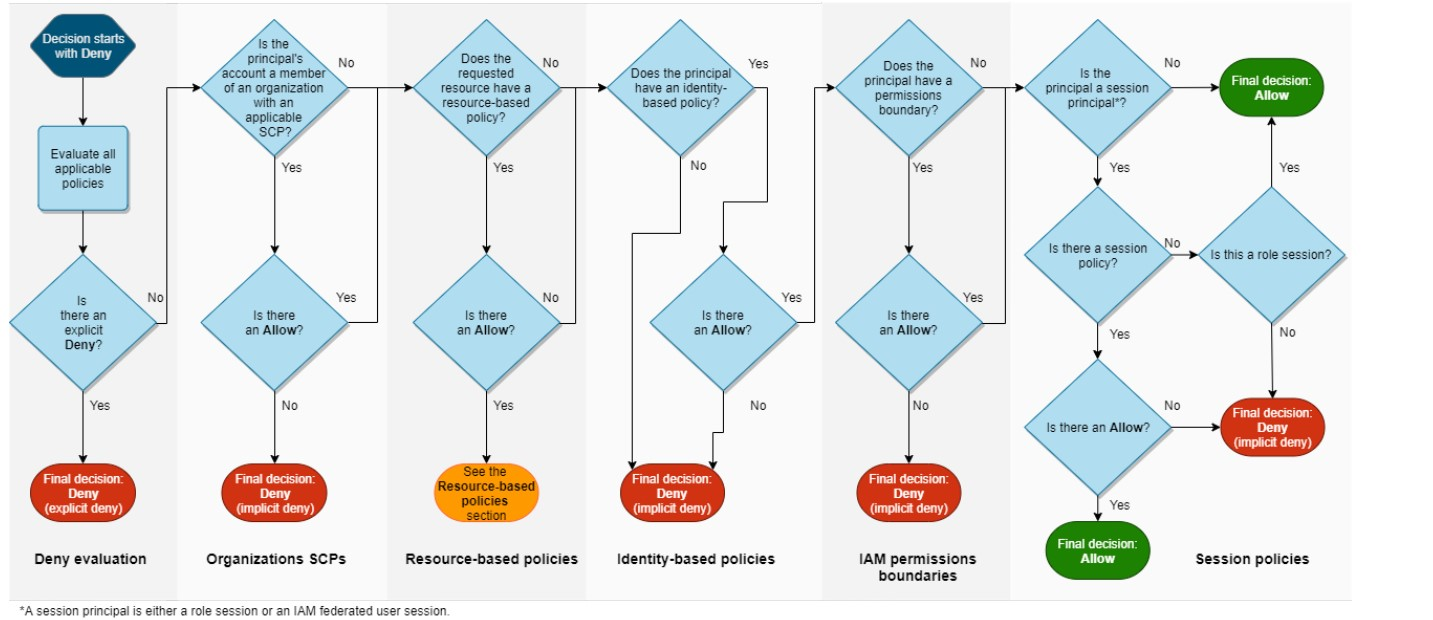 Decision starts
with Deny
Evaluate all
applicable
policies
Is
there an
explicit
Deny?
No
Yes
Final decision:
Deny
(explicit deny)
Deny evaluation
Is the
principal's
account a member
of an organization
with an
applicable
SCP?
No
Yes
Is there
an Allow?
Yes
No
Final decision:
Deny
(implicit deny)
Organizations SCPs
Does the
requested
resource have a
resource-based
policy?
No
Yes
Is there
an Allow?
No
Yes
See the
Resource-based
policies
section
Resource-based policies
Does the principal
have an identity-
based policy?
Yes
No
Is there
an Allow?
Yes
No
Final decision:
Deny
(implicit deny)
Identity-based policies
Does the
principal have a
permissions
boundary?
No
Yes
Is there
an Allow?
Yes
No
Final decision:
Deny
(implicit deny)
IAM permissions
boundaries
Is the
principal a session
principal*?
No
Final decision:
Allow
Yes
Yes
Is there a session
policy?
No
Is this a role session?
Yes
No
Is there an Allow?
No
Final decision:
Deny
(implicit deny)
Yes
Final decision:
Allow
Session policies
*A session principal is either a role session or an IAM federated user session.